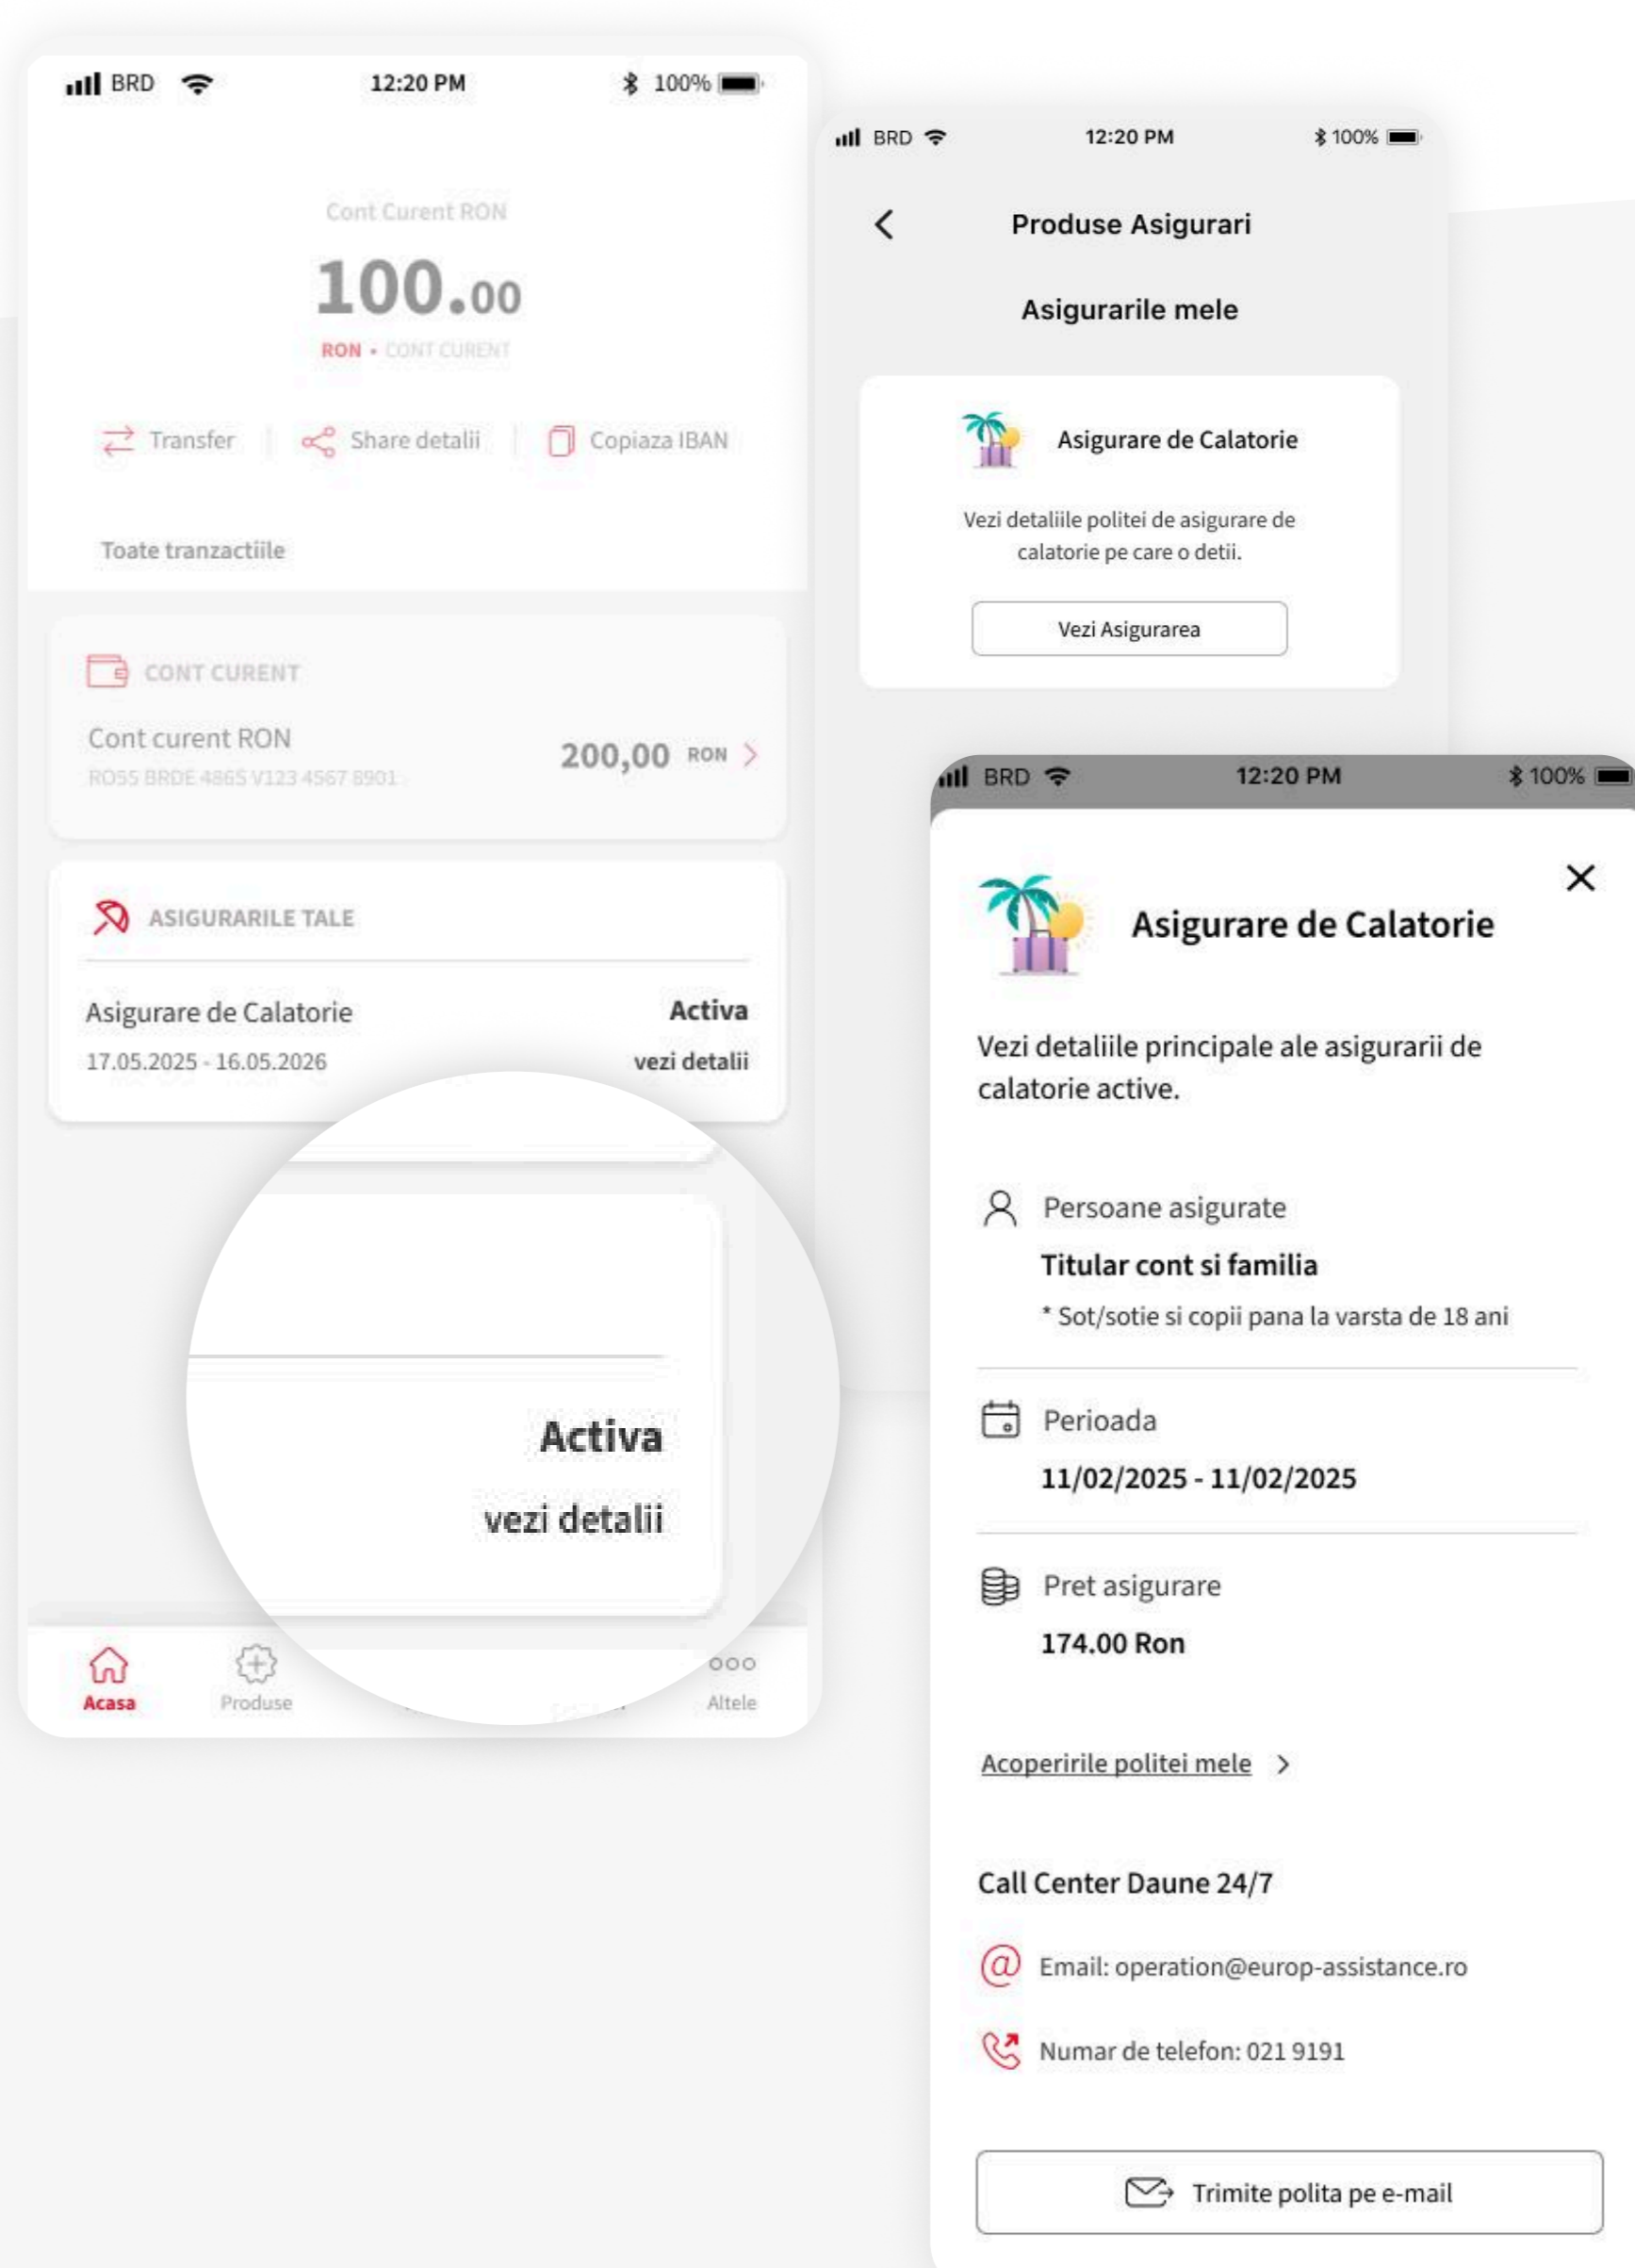 BRD
12:20 PM
100%
Cont Curent RON
100.00
RON • CONT CURENT
Transfer
Share detalii
Copiaza IBAN
Toate tranzactiile
CONT CURENT
Cont curent RON
200,00 RON
RO55 BRDE 486S V123 4567 8901
ASIGURARILE TALE
Asigurare de Calatorie
Activa
17.05.2025 - 16.05.2026
vezi detalii
Activa
vezi detalii
Acasa
Produse
Altele
BRD
12:20 PM
100%
Produse Asigurari
Asigurarile mele
Asigurare de Calatorie
Vezi detaliile politei de asigurare de
calatorie pe care o detii.
Vezi Asigurarea
BRD
12:20 PM
100%
Asigurare de Calatorie
Vezi detaliile principale ale asigurarii de
calatorie active.
Persoane asigurate
Titular cont si familia
* Sot/sotie si copii pana la varsta de 18 ani
Perioada
11/02/2025 - 11/02/2025
Pret asigurare
174.00 Ron
Acoperirile politei mele
Call Center Daune 24/7
Email: operation@europ-assistance.ro
Numar de telefon: 021 9191
Trimite polita pe e-mail